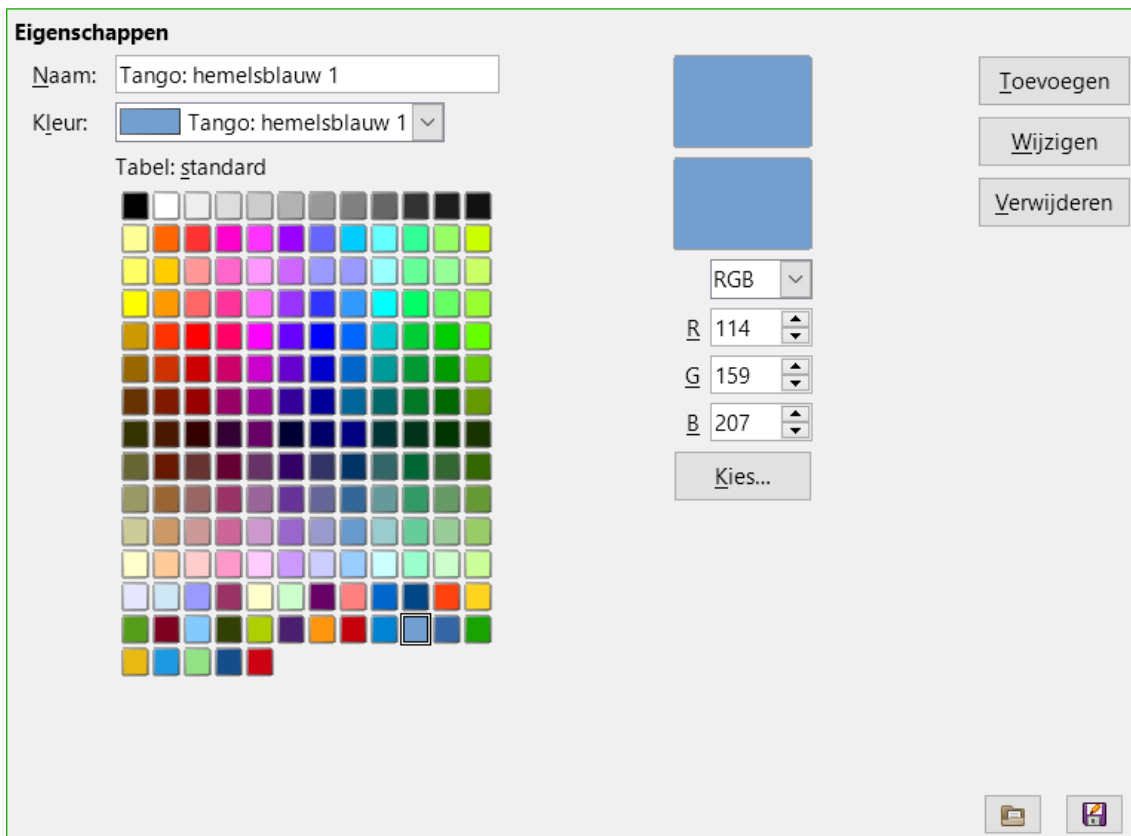 Eigenschappen
Naam: Tango: hemelsblauw 1
Toevoegen
Kleur: Tango: hemelsblauw 1
Wijzigen
Tabel: standard
Verwijderen
RGB
R 114
G 159
B 207
Kies...